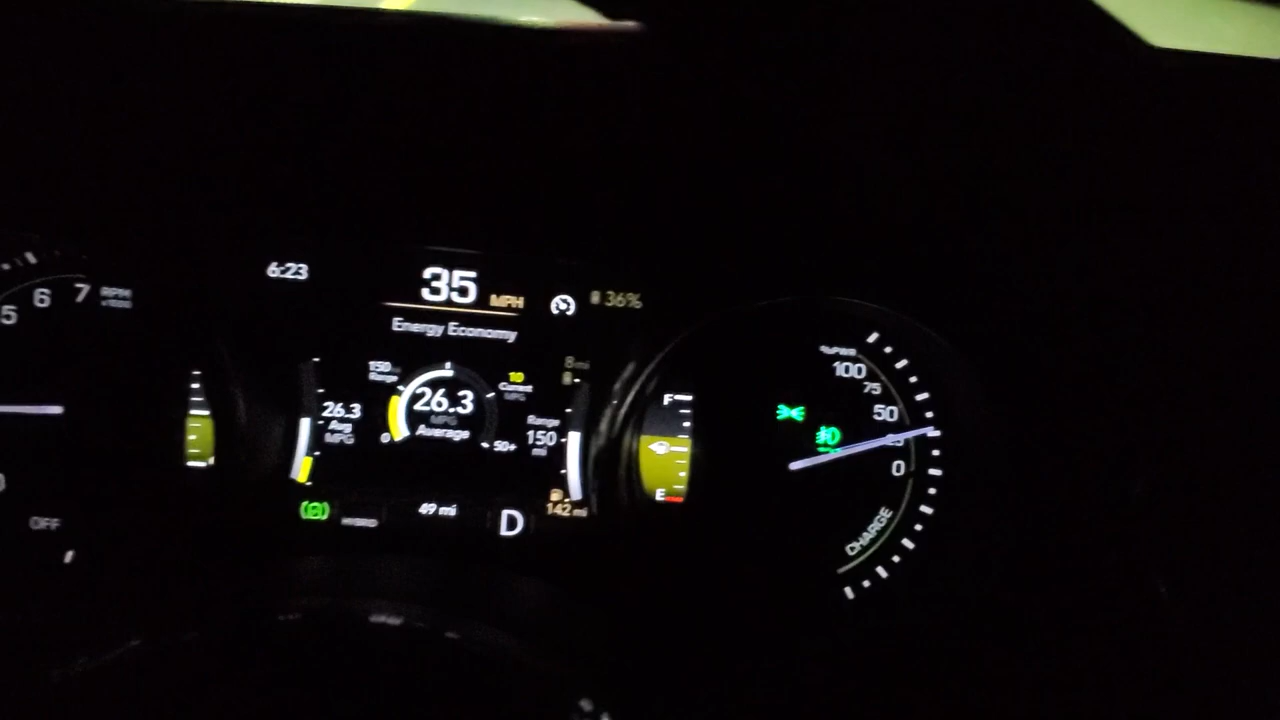 6:23
35 MPH
36%
Energy Economy
5 6 7 RPM
150
Range
26.3
MPG
Average
0
50+
10
Current
MPG
26.3
Avg
MPG
8 mi
Range
150
mi
142 mi
HYBRID
49 mi
D
OFF
F
E
%PWR
100
75
50
0
CHARGE